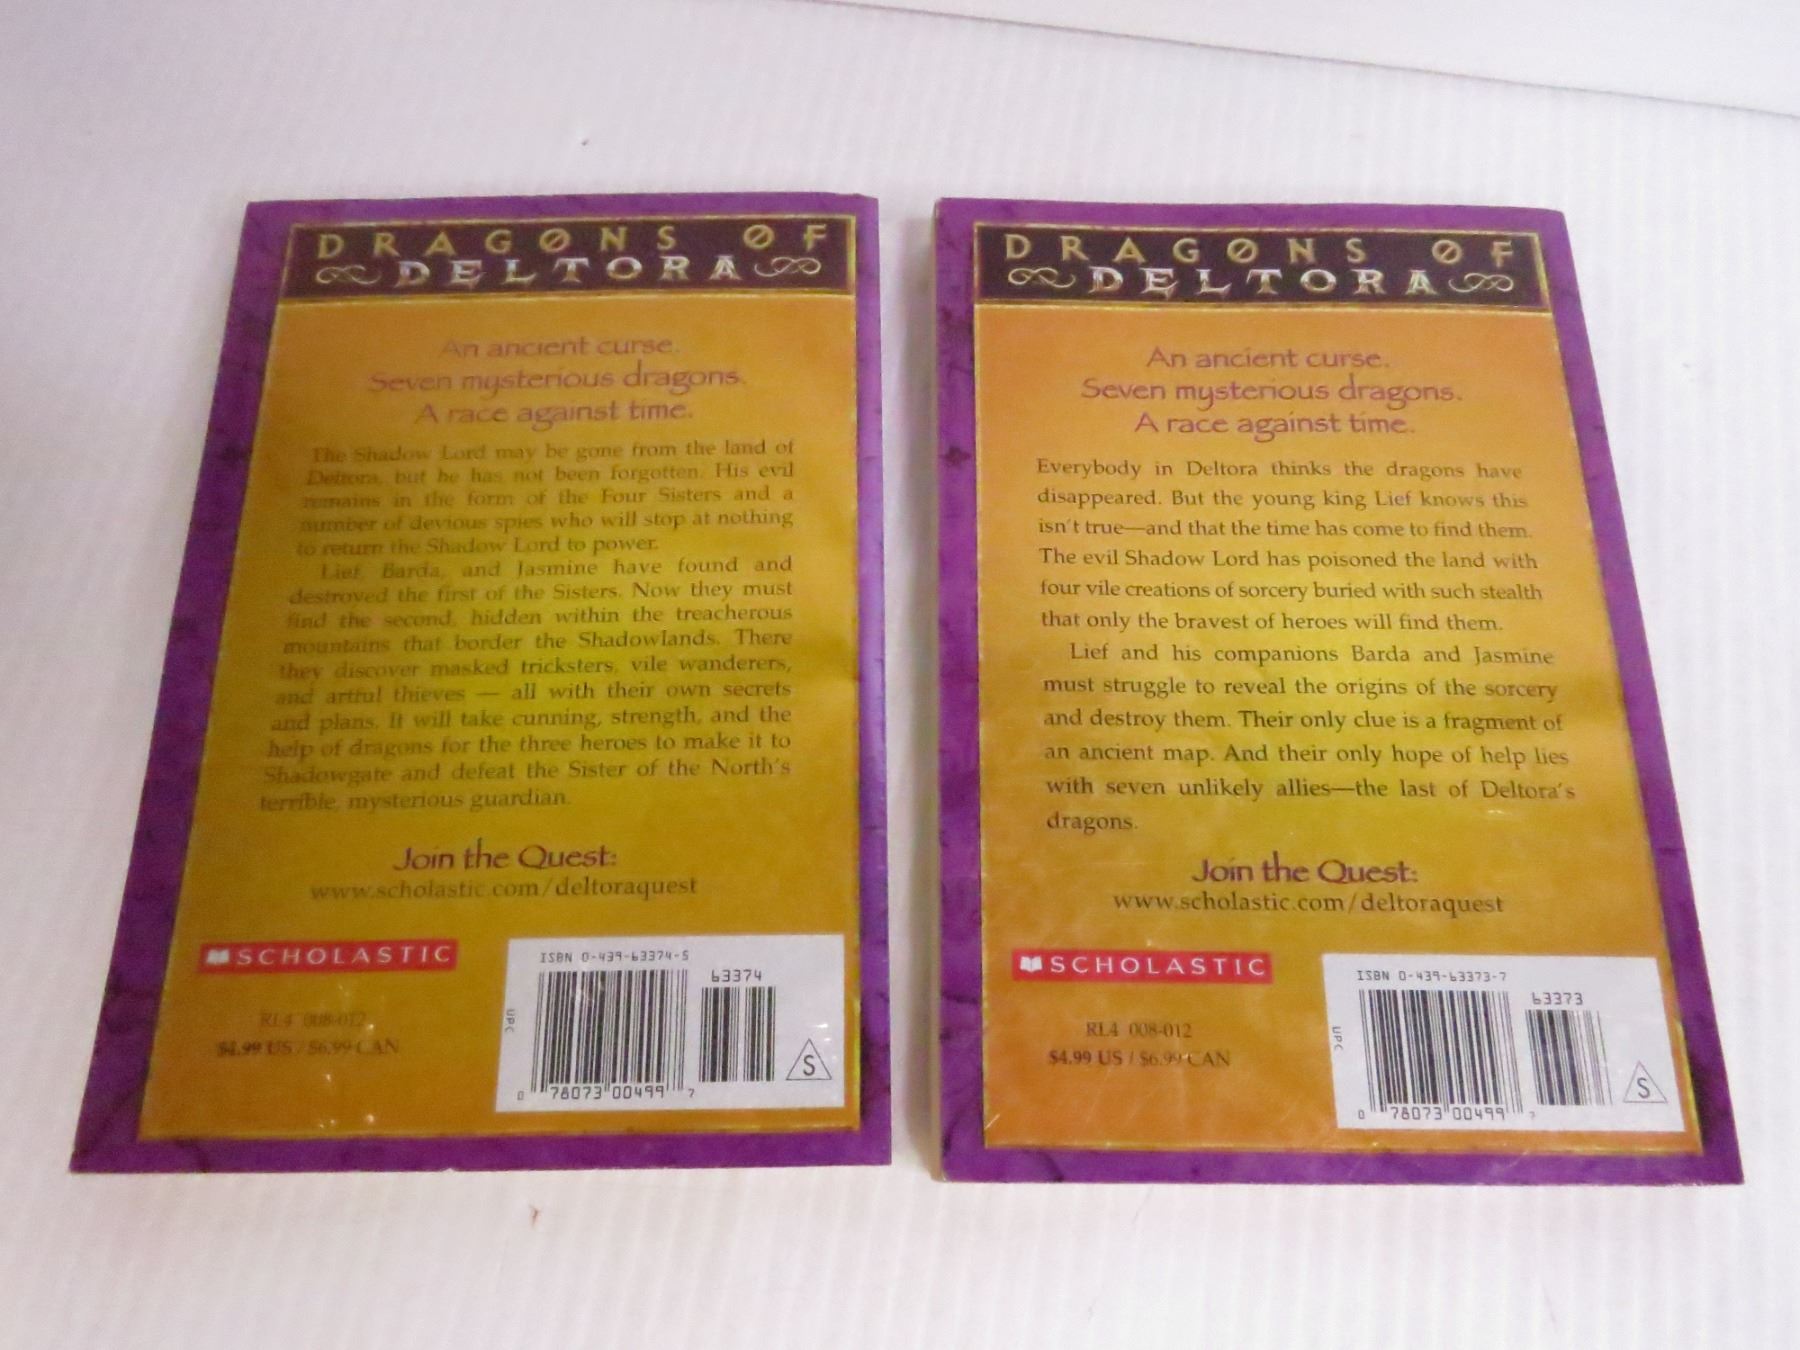 DRAGONS OF
DELTORA
An ancient curse.
Seven mysterious dragons.
A race against time.
The Shadow Lord may be gone from the land of
Deltora, but he has not been forgotten. His evil
remains in the form of the Four Sisters and a
number of devious spies who will stop at nothing
to return the Shadow Lord to power.
Lief, Barda, and Jasmine have found and
destroyed the first of the Sisters. Now they must
find the second, hidden within the treacherous
mountains that border the Shadowlands. There
they discover masked tricksters, vile wanderers,
and artful thieves — all with their own secrets
and plans. It will take cunning, strength, and the
help of dragons for the three heroes to make it to
Shadowgate and defeat the Sister of the North's
terrible, mysterious guardian.
Join the Quest:
www.scholastic.com/deltoraquest
SCHOLASTIC
RL4 008-012
$4.99 US / $6.99 CAN
ISBN 0-439-63374-5
63374
UPC
0 78073 00499 7
S
DRAGONS OF
DELTORA
An ancient curse.
Seven mysterious dragons.
A race against time.
Everybody in Deltora thinks the dragons have
disappeared. But the young king Lief knows this
isn't true—and that the time has come to find them.
The evil Shadow Lord has poisoned the land with
four vile creations of sorcery buried with such stealth
that only the bravest of heroes will find them.
Lief and his companions Barda and Jasmine
must struggle to reveal the origins of the sorcery
and destroy them. Their only clue is a fragment of
an ancient map. And their only hope of help lies
with seven unlikely allies—the last of Deltora's
dragons.
Join the Quest:
www.scholastic.com/deltoraquest
SCHOLASTIC
RL4 008-012
$4.99 US / $6.99 CAN
ISBN 0-439-63373-7
63373
UPC
0 78073 00499 7
S